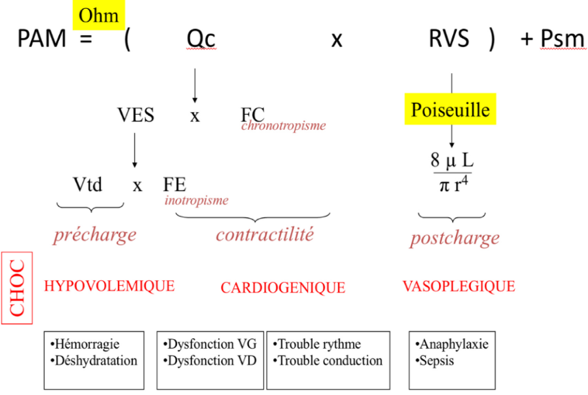 Ohm
PAM = ( Qc x RVS ) + Psm
VES x FC
chronotropisme
Poiseuille
8 µ L
π r⁴
Vtd x FE
inotropisme
précharge contractilité postcharge
CHOC
HYPOVOLEMIQUE CARDIOGENIQUE VASOPLEGIQUE
•Hémorragie •Dysfonction VG •Trouble rythme •Anaphylaxie
•Déshydratation •Dysfonction VD •Trouble conduction •Sepsis